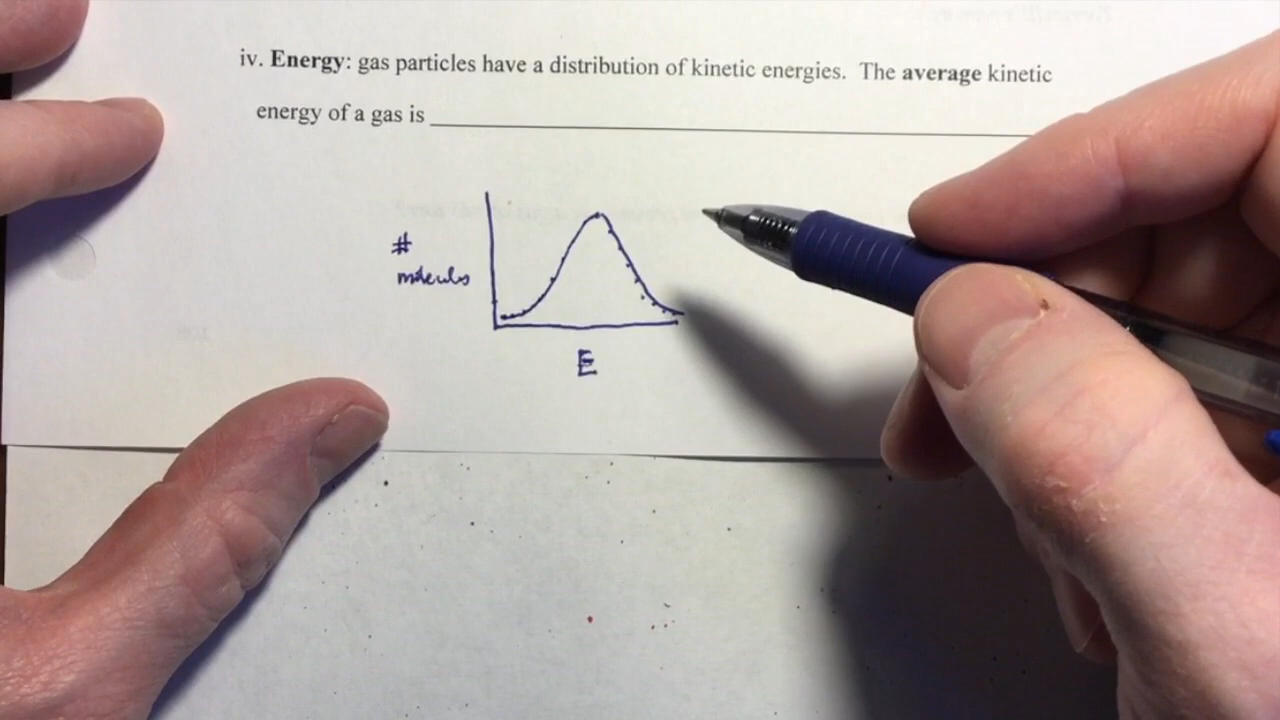 iv. Energy: gas particles have a distribution of kinetic energies. The average kinetic
energy of a gas is
#
molecules
E